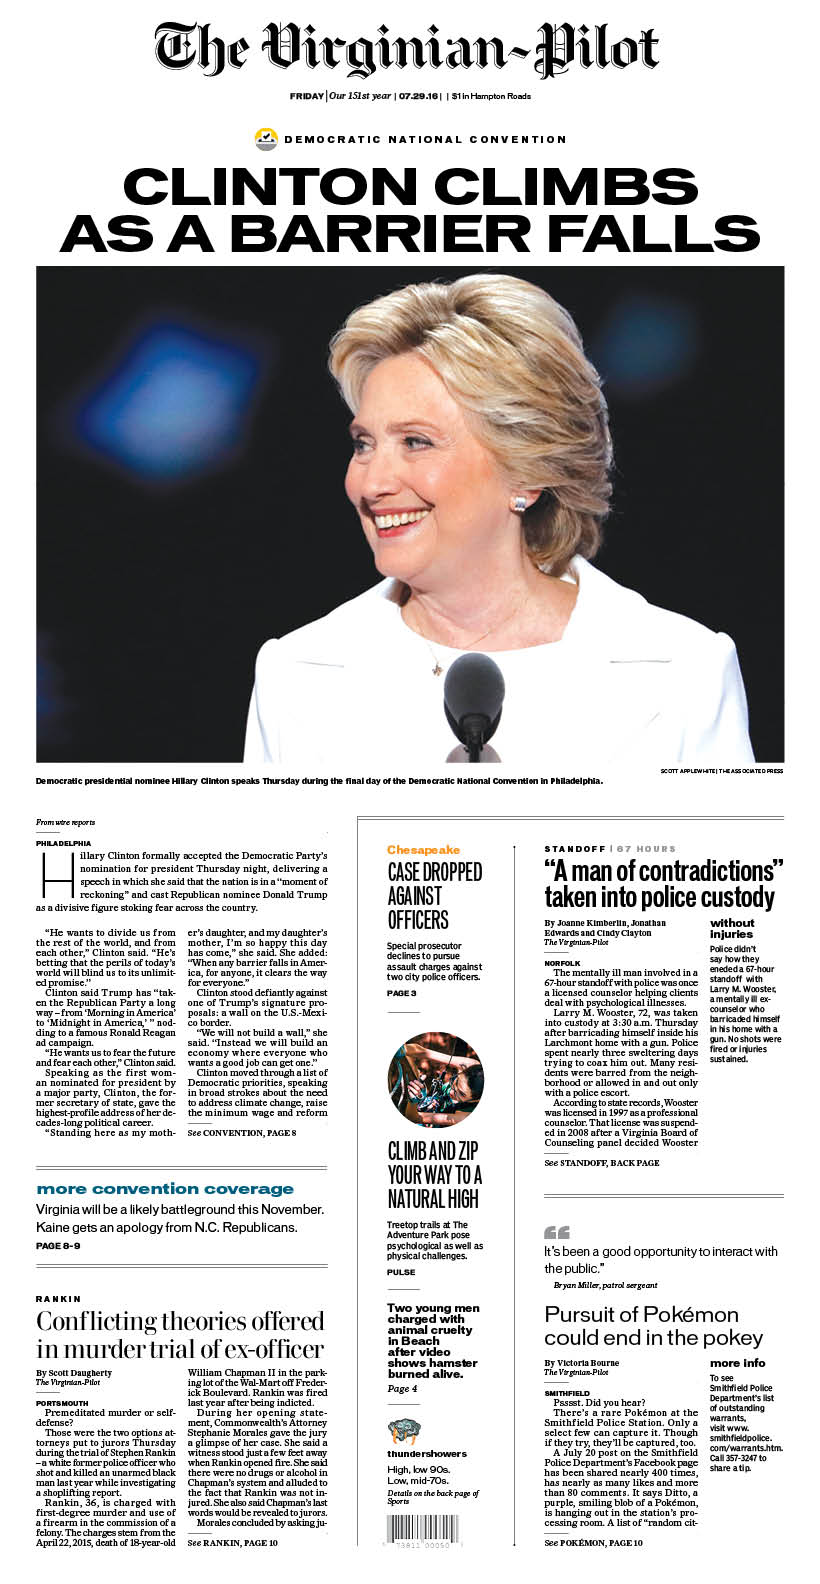 The Virginian-Pilot
FRIDAY | Our 151st year | 07.29.16 | | $1 in Hampton Roads
DEMOCRATIC NATIONAL CONVENTION
CLINTON CLIMBS
AS A BARRIER FALLS
SCOTT APPLEWHITE | THE ASSOCIATED PRESS
Democratic presidential nominee Hillary Clinton speaks Thursday during the final day of the Democratic National Convention in Philadelphia.
From wire reports
PHILADELPHIA
Hillary Clinton formally accepted the Democratic Party's
nomination for president Thursday night, delivering a
speech in which she said that the nation is in a "moment of
reckoning" and cast Republican nominee Donald Trump
as a divisive figure stoking fear across the country.
"He wants to divide us from
the rest of the world, and from
each other," Clinton said. "He's
betting that the perils of today's
world will blind us to its unlimit-
ed promise."
Clinton said Trump has "tak-
en the Republican Party a long
way – from 'Morning in America'
to 'Midnight in America,' " nod-
ding to a famous Ronald Reagan
ad campaign.
"He wants us to fear the future
and fear each other," Clinton said.
Speaking as the first wom-
an nominated for president by
a major party, Clinton, the for-
mer secretary of state, gave the
highest-profile address of her de-
cades-long political career.
"Standing here as my moth-
er's daughter, and my daughter's
mother, I'm so happy this day
has come," she said. She added:
"When any barrier falls in Amer-
ica, for anyone, it clears the way
for everyone."
Clinton stood defiantly against
one of Trump's signature pro-
posals: a wall on the U.S.-Mexi-
co border.
"We will not build a wall," she
said. "Instead we will build an
economy where everyone who
wants a good job can get one."
Clinton moved through a list of
Democratic priorities, speaking
in broad strokes about the need
to address climate change, raise
the minimum wage and reform
See CONVENTION, PAGE 8
more convention coverage
Virginia will be a likely battleground this November.
Kaine gets an apology from N.C. Republicans.
PAGE 8-9
RANKIN
Conflicting theories offered
in murder trial of ex-officer
By Scott Daugherty
The Virginian-Pilot
PORTSMOUTH
Premeditated murder or self-
defense?
Those were the two options at-
torneys put to jurors Thursday
during the trial of Stephen Rankin
– a white former police officer who
shot and killed an unarmed black
man last year while investigating
a shoplifting report.
Rankin, 36, is charged with
first-degree murder and use of
a firearm in the commission of a
felony. The charges stem from the
April 22, 2015, death of 18-year-old
William Chapman II in the park-
ing lot of the Wal-Mart off Freder-
ick Boulevard. Rankin was fired
last year after being indicted.
During her opening state-
ment, Commonwealth's Attorney
Stephanie Morales gave the jury
a glimpse of her case. She said a
witness stood just a few feet away
when Rankin opened fire. She said
there were no drugs or alcohol in
Chapman's system and alluded to
the fact that Rankin was not in-
jured. She also said Chapman's last
words would be revealed to jurors.
Morales concluded by asking ju-
See RANKIN, PAGE 10
Chesapeake
CASE DROPPED
AGAINST
OFFICERS
Special prosecutor
declines to pursue
assault charges against
two city police officers.
PAGE 3
CLIMB AND ZIP
YOUR WAY TO A
NATURAL HIGH
Treetop trails at The
Adventure Park pose
psychological as well as
physical challenges.
PULSE
Two young men
charged with
animal cruelty
in Beach
after video
shows hamster
burned alive.
Page 4
thundershowers
High, low 90s.
Low, mid-70s.
Details on the back page of
Sports
STANDOFF | 67 HOURS
"A man of contradictions"
taken into police custody
By Joanne Kimberlin, Jonathan
Edwards and Cindy Clayton
The Virginian-Pilot
NORFOLK
The mentally ill man involved in a
67-hour standoff with police was once
a licensed counselor helping clients
deal with psychological illnesses.
Larry M. Wooster, 72, was taken
into custody at 3:30 a.m. Thursday
after barricading himself inside his
Larchmont home with a gun. Police
spent nearly three sweltering days
trying to coax him out. Many resi-
dents were barred from the neigh-
borhood or allowed in and out only
with a police escort.
According to state records, Wooster
was licensed in 1997 as a professional
counselor. That license was suspend-
ed in 2008 after a Virginia Board of
Counseling panel decided Wooster
See STANDOFF, BACK PAGE
without
injuries
Police didn't
say how they
eneded a 67-hour
standoff with
Larry M. Wooster,
a mentally ill ex-
counselor who
barricaded himself
in his home with a
gun. No shots were
fired or injuries
sustained.
It's been a good opportunity to interact with
the public."
Bryan Miller, patrol sergeant
Pursuit of Pokémon
could end in the pokey
By Victoria Bourne
The Virginian-Pilot
SMITHFIELD
Psssst. Did you hear?
There's a rare Pokémon at the
Smithfield Police Station. Only a
select few can capture it. Though
if they try, they'll be captured, too.
A July 20 post on the Smithfield
Police Department's Facebook page
has been shared nearly 400 times,
has nearly as many likes and more
than 80 comments. It says Ditto, a
purple, smiling blob of a Pokémon,
is hanging out in the station's pro-
cessing room. A list of "random cit-
See POKÉMON, PAGE 10
more info
To see
Smithfield Police
Department's list
of outstanding
warrants,
visit www.
smithfieldpolice.
com/warrants.htm.
Call 357-3247 to
share a tip.